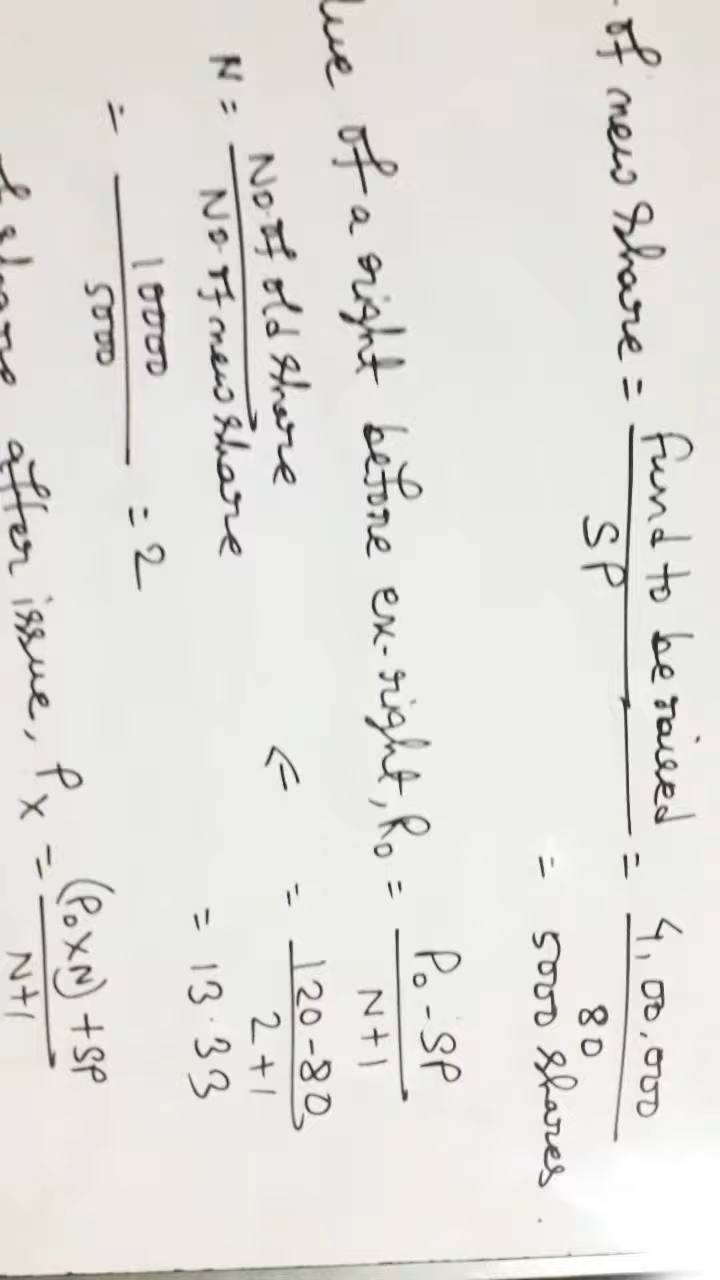 of new share = fund to be raised / SP = 4,00,000 / 80
= 5000 shares.
of a right before ex-right, R₀ = P₀ - SP / N+1
N = No of old share / No of new share = 120-80 / 2+1
= 10000 / 5000 = 2 = 13.33
share after issue, Px = (P₀ x N) + SP / N+1